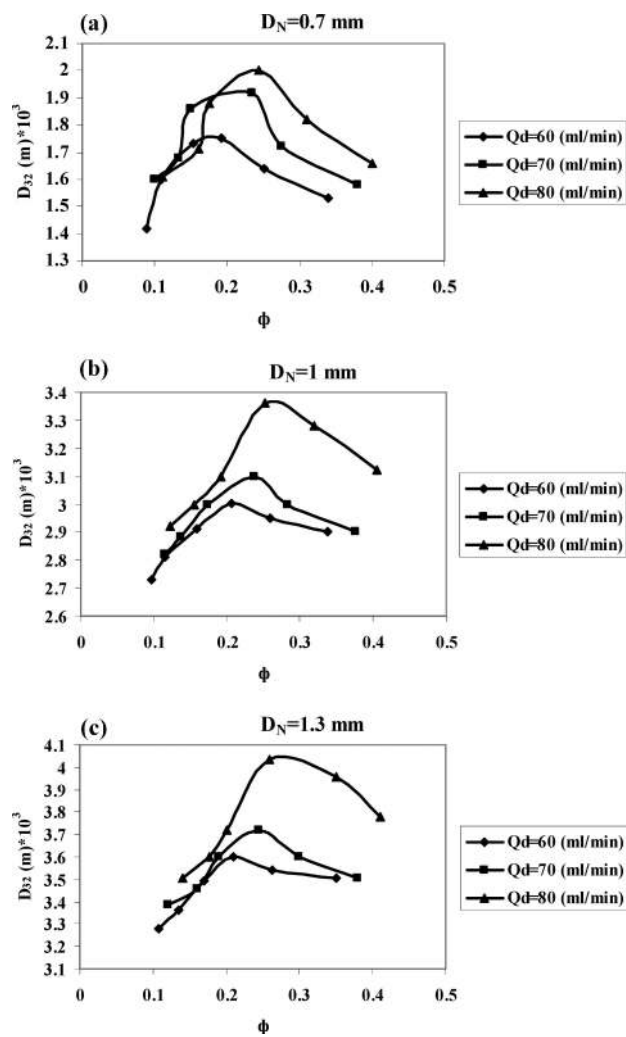 (a)
D_N=0.7 mm
2.1
2
1.9
1.8
1.7
1.6
1.5
1.4
1.3
D₃₂ (m)*10³
0 0.1 0.2 0.3 0.4 0.5
ϕ
Qd=60 (ml/min)
Qd=70 (ml/min)
Qd=80 (ml/min)
(b)
D_N=1 mm
3.4
3.3
3.2
3.1
3
2.9
2.8
2.7
2.6
D₃₂ (m)*10³
0 0.1 0.2 0.3 0.4 0.5
ϕ
Qd=60 (ml/min)
Qd=70 (ml/min)
Qd=80 (ml/min)
(c)
D_N=1.3 mm
4.1
4
3.9
3.8
3.7
3.6
3.5
3.4
3.3
3.2
3.1
D₃₂ (m)*10³
0 0.1 0.2 0.3 0.4 0.5
ϕ
Qd=60 (ml/min)
Qd=70 (ml/min)
Qd=80 (ml/min)